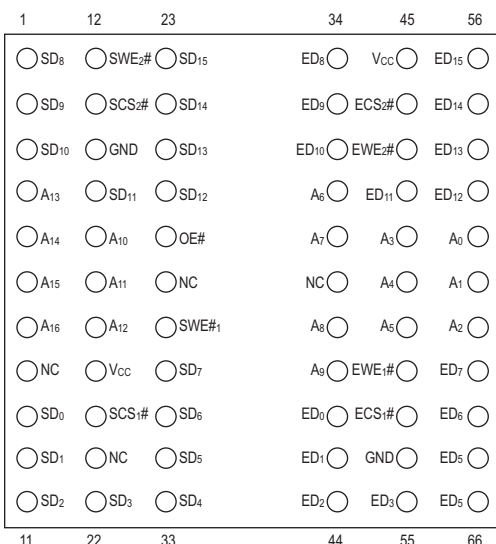 1 12 23 34 45 56
SD8 SWE2# SD15 ED8 VCC ED15
SD9 SCS2# SD14 ED9 ECS2# ED14
SD10 GND SD13 ED10 EWE2# ED13
A13 SD11 SD12 A6 ED11 ED12
A14 A10 OE# A7 A3 A0
A15 A11 NC NC A4 A1
A16 A12 SWE#1 A8 A5 A2
NC VCC SD7 A9 EWE1# ED7
SD0 SCS1# SD6 ED0 ECS1# ED6
SD1 NC SD5 ED1 GND ED5
SD2 SD3 SD4 ED2 ED3 ED5
11 22 33 44 55 66